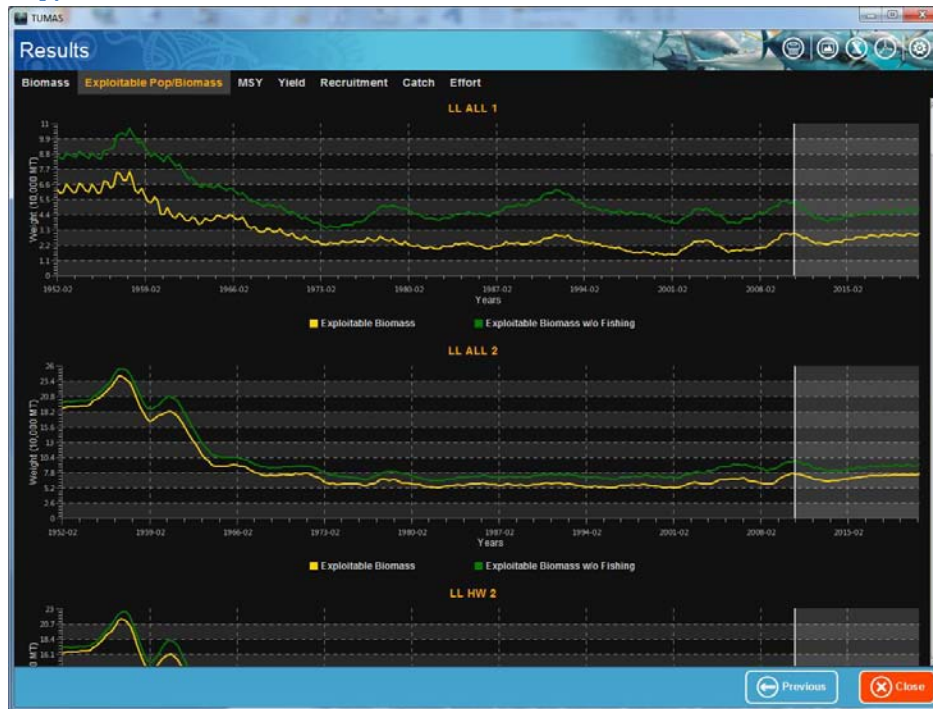 TUMAS
Results
Biomass Exploitable Pop/Biomass MSY Yield Recruitment Catch Effort
LL ALL 1
11
9.9
8.8
7.7
6.6
5.5
4.4
3.3
2.2
1.1
0
Weight (10,000 MT)
1952-02 1959-02 1966-02 1973-02 1980-02 1987-02 1994-02 2001-02 2008-02 2015-02
Years
Exploitable Biomass Exploitable Biomass w/o Fishing
LL ALL 2
26
23.4
20.8
18.2
15.6
13
10.4
7.8
5.2
2.6
0
Weight (10,000 MT)
1952-02 1959-02 1966-02 1973-02 1980-02 1987-02 1994-02 2001-02 2008-02 2015-02
Years
Exploitable Biomass Exploitable Biomass w/o Fishing
LL HW 2
23
20.7
18.4
16.1
Previous Close